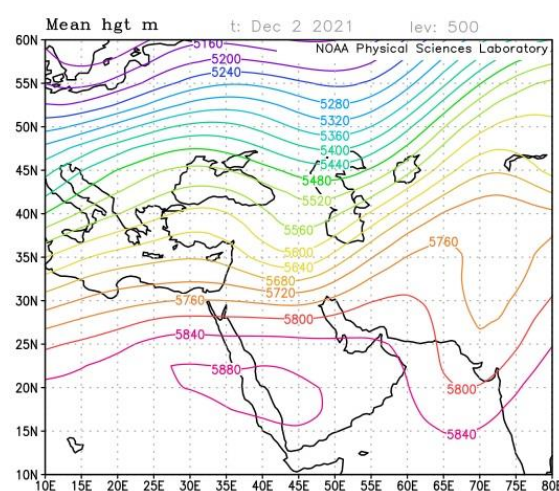 Mean hgt m t: Dec 2 2021 lev: 500
NOAA Physical Sciences Laboratory
60N
5160
5200
5240
55N
5280
5320
50N
5360
5400
5440
45N
5480
5520
40N
5560
5600
5760
35N
5640
5680
5720
30N
5760
5800
5840
25N
5880
5800
20N
5840
15N
10N
10E 15E 20E 25E 30E 35E 40E 45E 50E 55E 60E 65E 70E 75E 80E